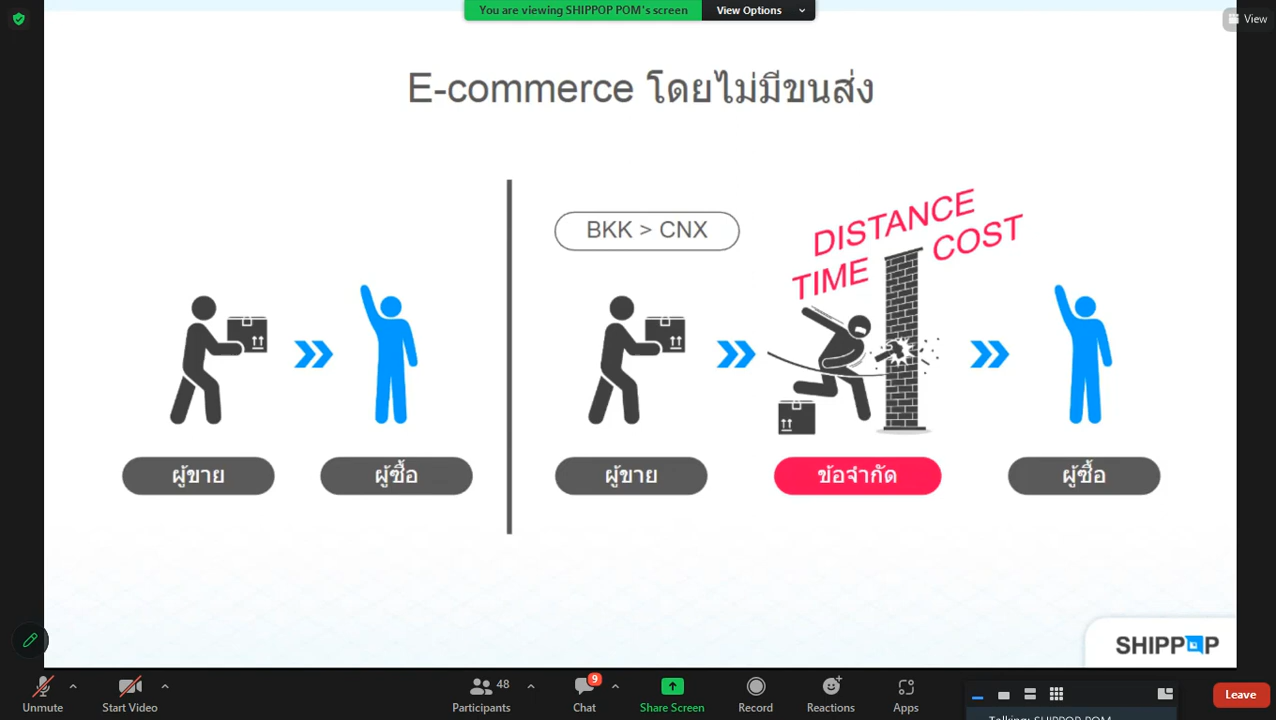 You are viewing SHIPPOP POM's screen
View Options
View
E-commerce โดยไม่มีขนส่ง
BKK > CNX
DISTANCE
TIME
COST
ผู้ขาย
ผู้ซื้อ
ผู้ขาย
ข้อจำกัด
ผู้ซื้อ
SHIPPOP
Unmute
Start Video
48
Participants
9
Chat
Share Screen
Record
Reactions
Apps
Talking: SHIPPOP POM
Leave